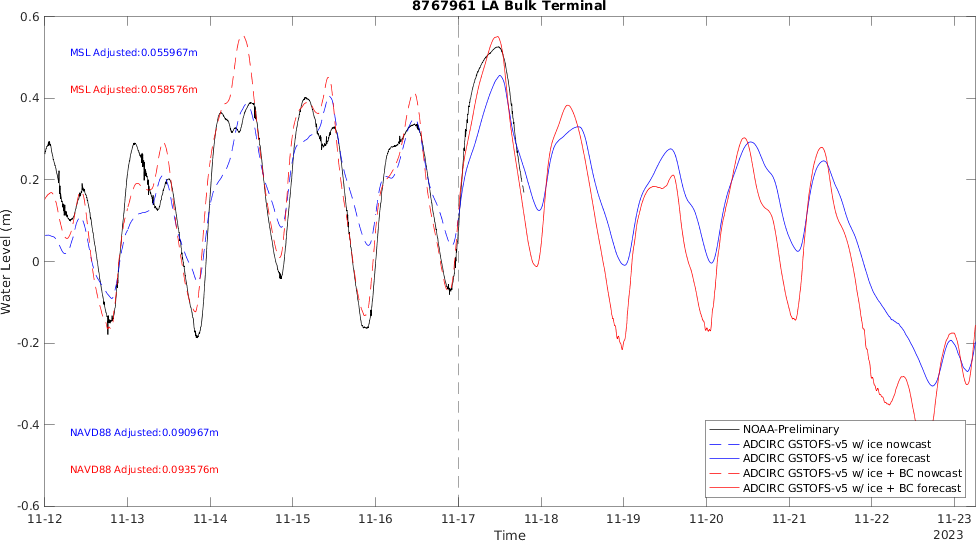 8767961 LA Bulk Terminal
0.6
0.4
0.2
0
-0.2
-0.4
-0.6
Water Level (m)
MSL Adjusted:0.055967m
MSL Adjusted:0.058576m
NAVD88 Adjusted:0.090967m
NAVD88 Adjusted:0.093576m
NOAA-Preliminary
ADCIRC GSTOFS-v5 w/ ice nowcast
ADCIRC GSTOFS-v5 w/ ice forecast
ADCIRC GSTOFS-v5 w/ ice + BC nowcast
ADCIRC GSTOFS-v5 w/ ice + BC forecast
11-12 11-13 11-14 11-15 11-16 11-17 11-18 11-19 11-20 11-21 11-22 11-23
Time
2023